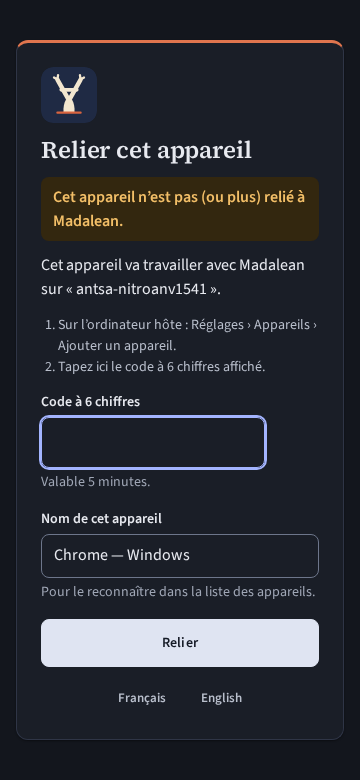 Relier cet appareil
Cet appareil n’est pas (ou plus) relié à
Madalean.
Cet appareil va travailler avec Madalean
sur « antsa-nitroanv1541 ».
1. Sur l’ordinateur hôte : Réglages › Appareils ›
Ajouter un appareil.
2. Tapez ici le code à 6 chiffres affiché.
Code à 6 chiffres
Valable 5 minutes.
Nom de cet appareil
Chrome — Windows
Pour le reconnaître dans la liste des appareils.
Relier
Français English